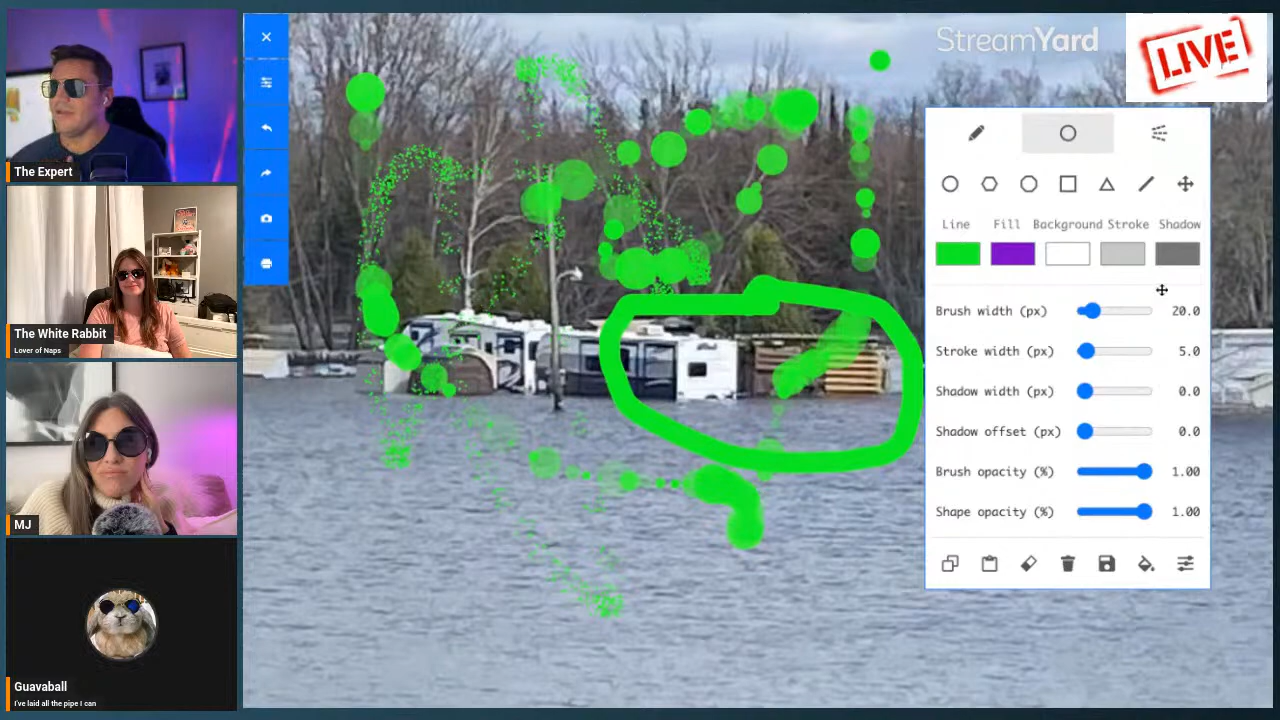 The Expert
The White Rabbit
Lover of Naps
MJ
Guavaball
I've laid all the pipe I can
StreamYard
LIVE
Line Fill Background Stroke Shadow
Brush width (px) 20.0
Stroke width (px) 5.0
Shadow width (px) 0.0
Shadow offset (px) 0.0
Brush opacity (%) 1.00
Shape opacity (%) 1.00